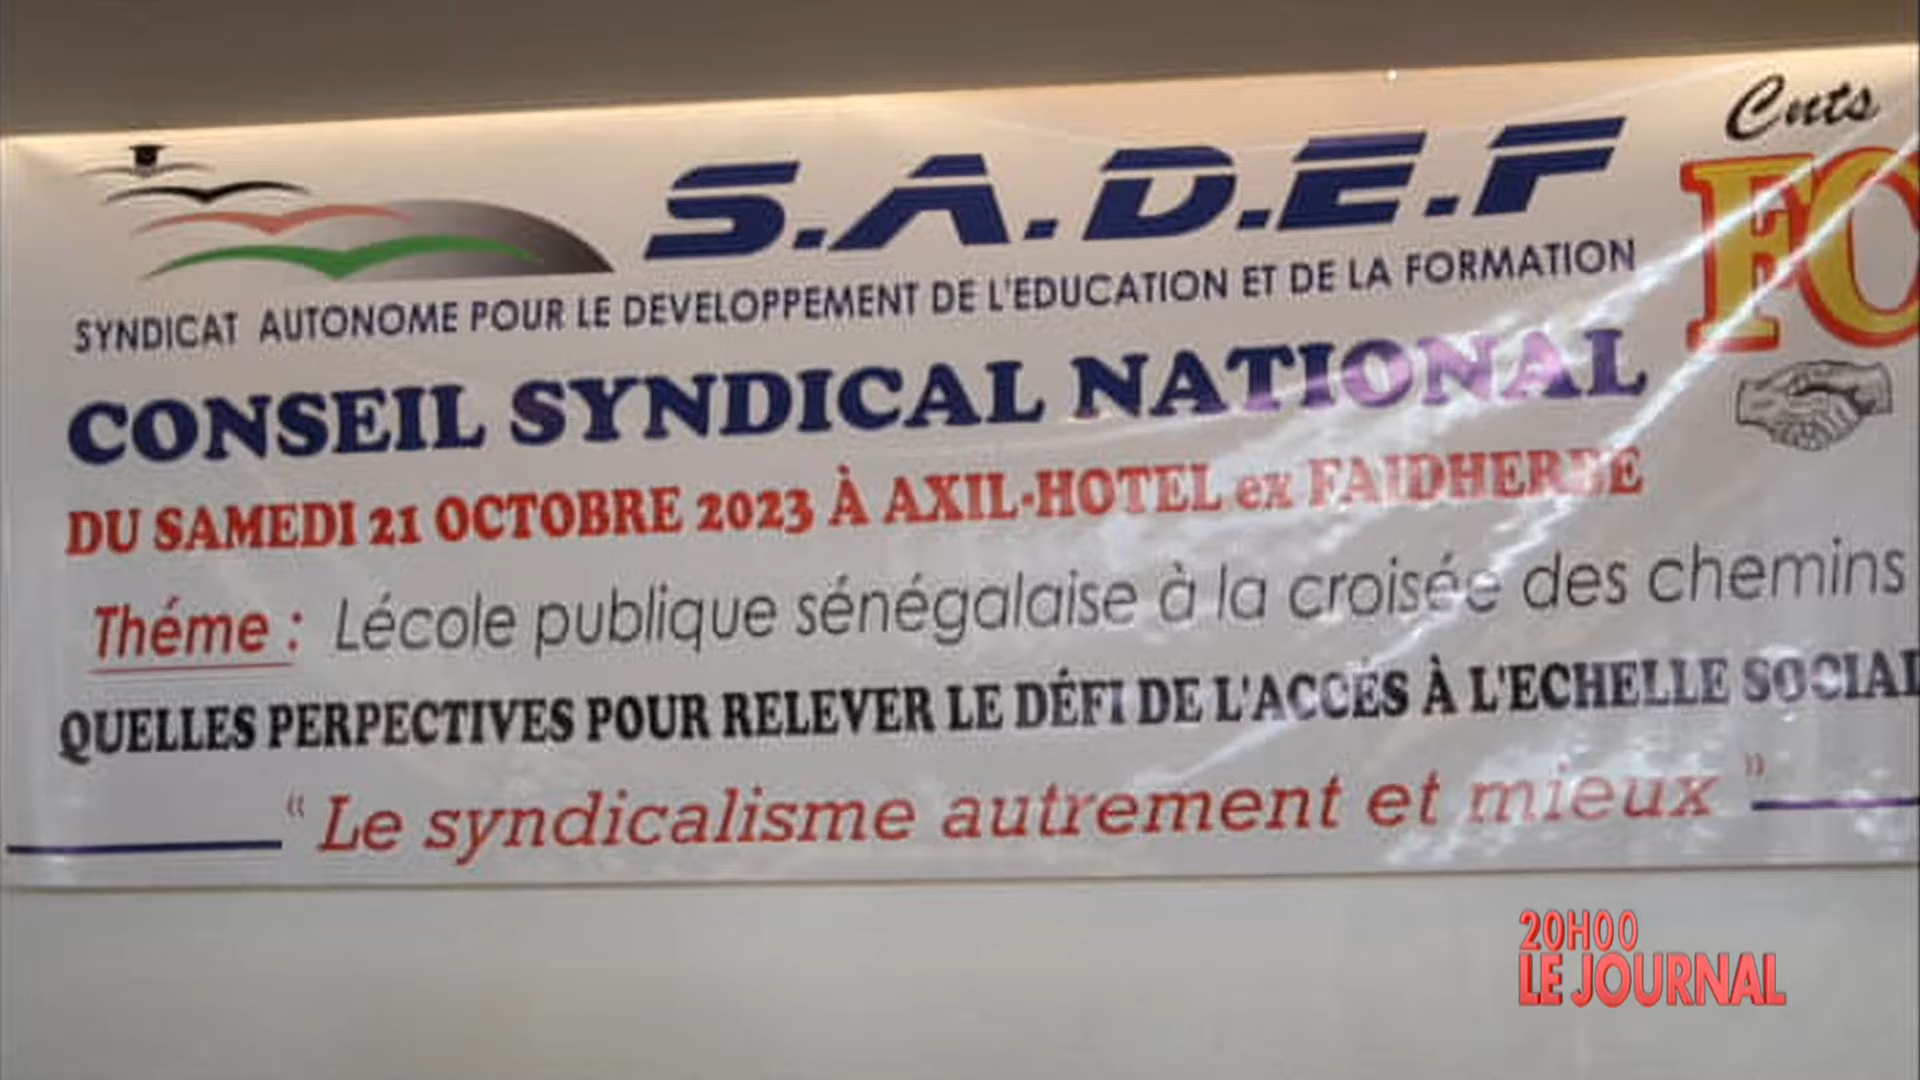 S.A.D.E.F
Cnts
FO
SYNDICAT AUTONOME POUR LE DEVELOPPEMENT DE L'EDUCATION ET DE LA FORMATION
CONSEIL SYNDICAL NATIONAL
DU SAMEDI 21 OCTOBRE 2023 À AXIL-HOTEL ex FAIDHERBE
Théme : Lécole publique sénégalaise à la croisée des chemins
QUELLES PERPECTIVES POUR RELEVER LE DÉFI DE L'ACCÉS À L'ECHELLE SOCIAL
“ Le syndicalisme autrement et mieux ”
20H00
LE JOURNAL